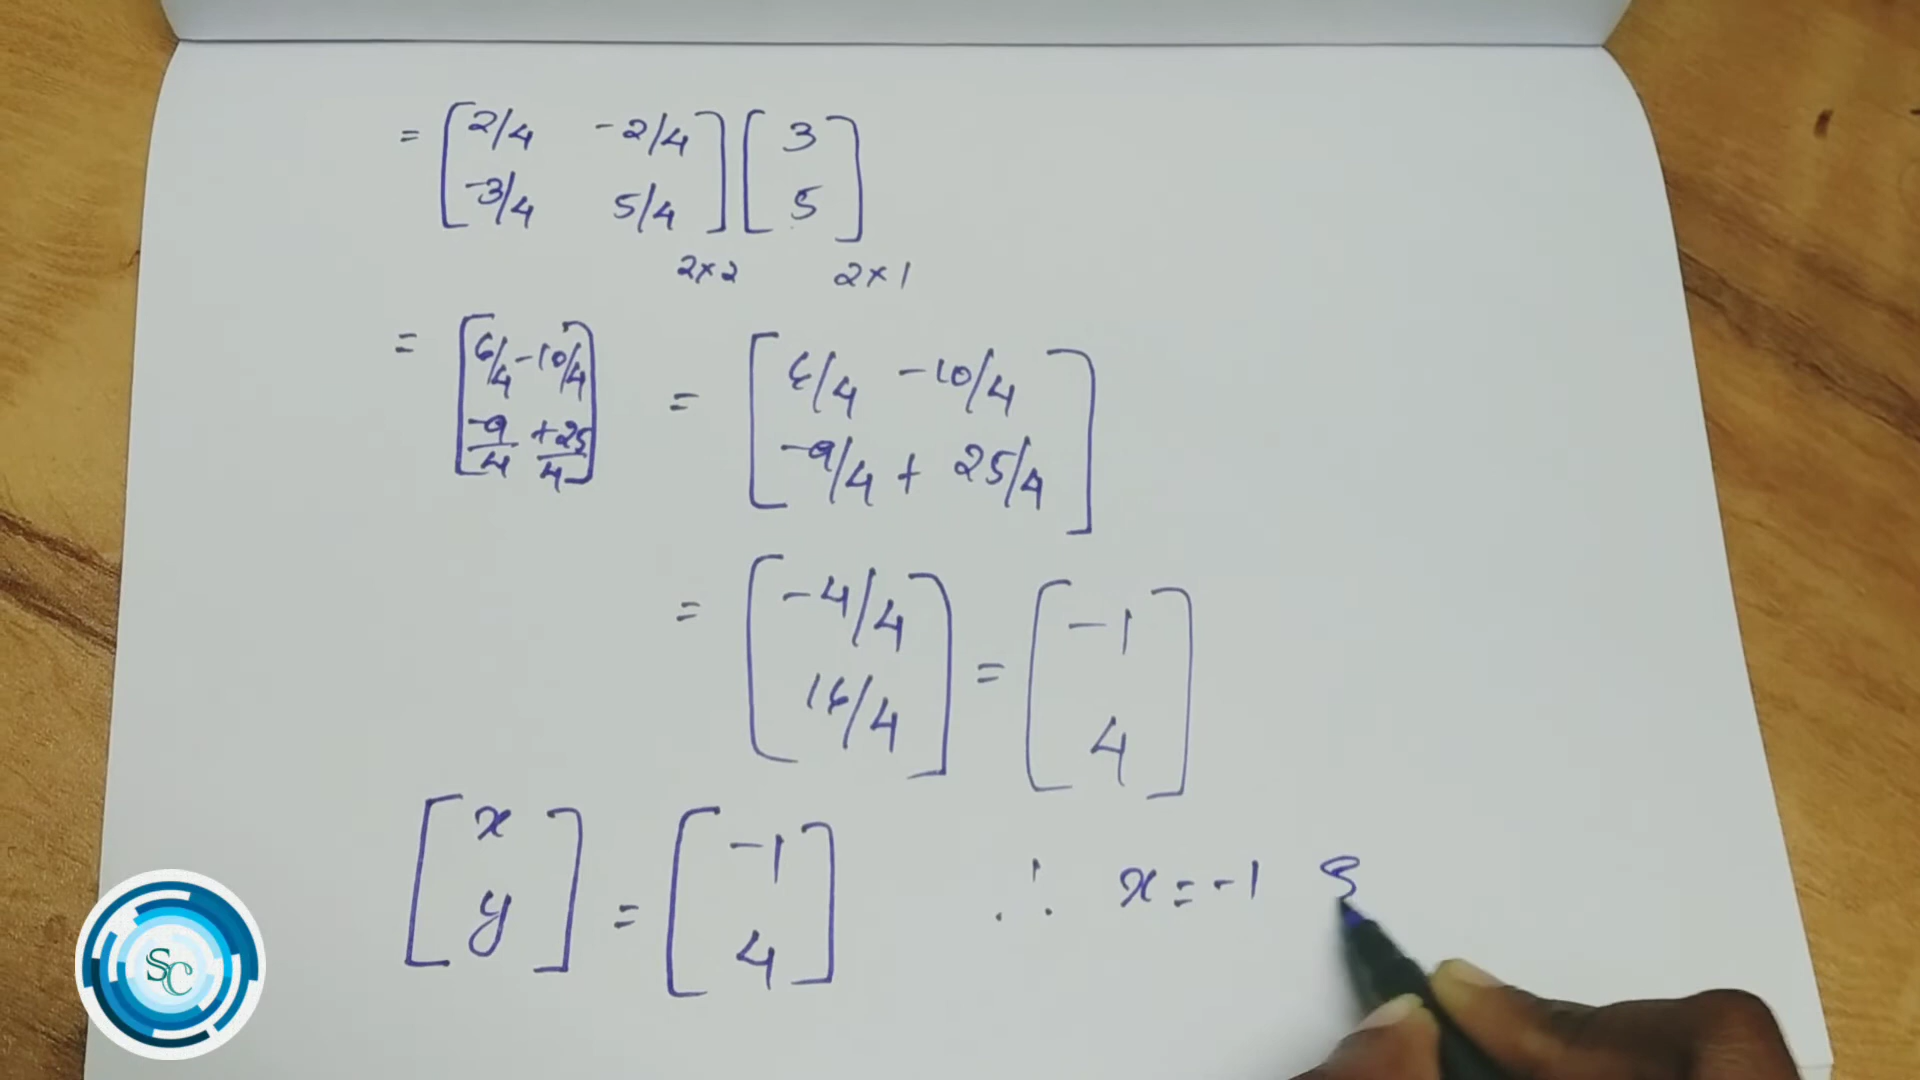 = [ 2/4 -2/4 ] [ 3 ]
[ -3/4 5/4 ] [ 5 ]
2×2 2×1
= [ 6/4 -10/4 ] = [ 6/4 -10/4 ]
[ -9/4 +25/4 ] [ -9/4 + 25/4 ]
= [ -4/4 ] = [ -1 ]
[ 16/4 ] [ 4 ]
[ x ] = [ -1 ] ∴ x = -1
[ y ] [ 4 ]
SC